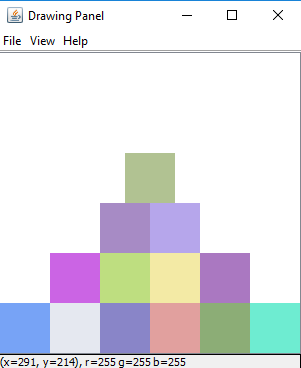 Drawing Panel
File View Help
(x=291, y=214), r=255 g=255 b=255